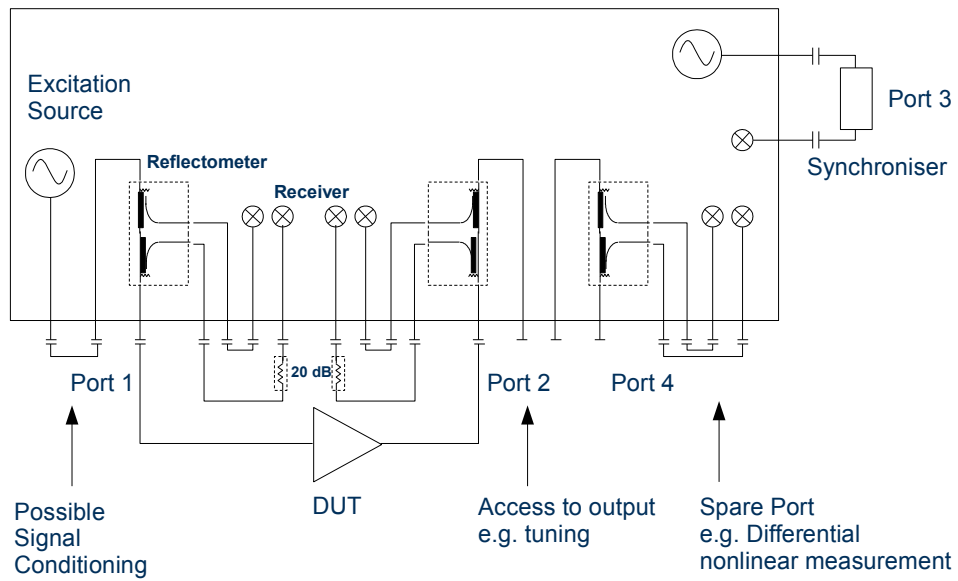 Excitation
Source
Port 3
Reflectometer
Synchroniser
Receiver
20 dB
Port 1
Port 2
Port 4
DUT
Possible
Signal
Conditioning
Access to output
e.g. tuning
Spare Port
e.g. Differential
nonlinear measurement